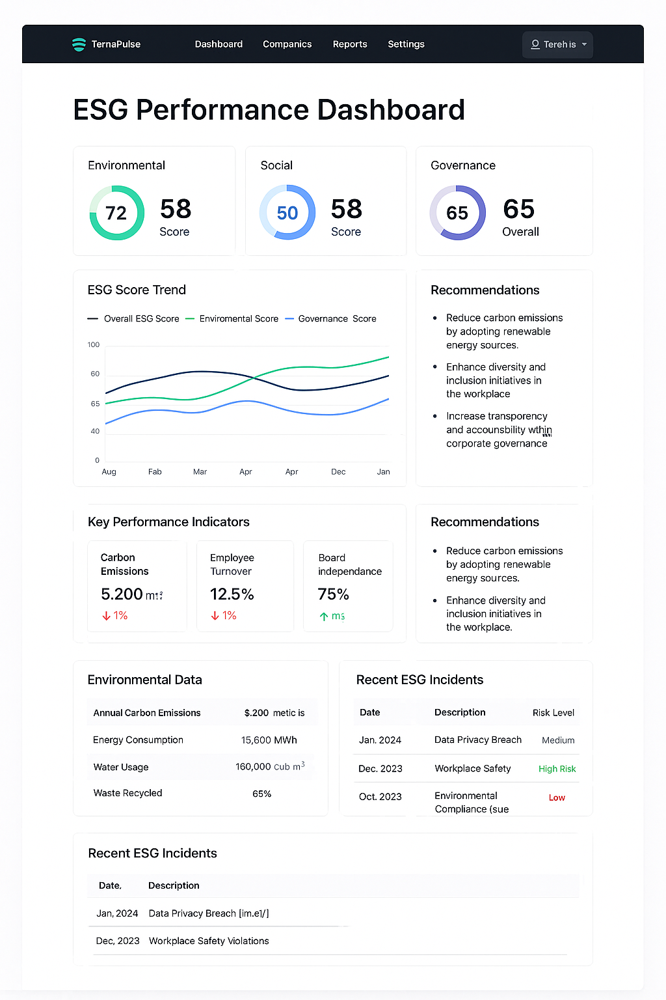 TernaPulse Dashboard Companics Reports Settings Tereh is
ESG Performance Dashboard
Environmental
72 58
Score
Social
50 58
Score
Governance
65 65
Overall
ESG Score Trend
Overall ESG Score Enviromental Score Governance Score
100
60
65
40
0
Aug Fab Mar Apr Apr Dec Jan
Recommendations
• Reduce carbon emissions
by adopting renewable
energy sources.
• Enhance diversity and
inclusion initiatives in
the workplace
• Increase transporency
and accounsbility wthin
corporate governance
Key Performance Indicators
Carbon
Emissions
5.200
↓ 1%
Employee
Turnover
12.5%
↓ 1%
Board
independance
75%
↑
Recommendations
• Reduce carbon emissions
by adopting renewable
energy sources.
• Enhance diversity and
inclusion initiatives in
the workplace.
Environmental Data
Annual Carbon Emissions $.200 metic is
Energy Consumption 15,600 MWh
Water Usage 160,000 cub m³
Waste Recycled 65%
Recent ESG Incidents
Date Description Risk Level
Jan. 2024 Data Privacy Breach Medium
Dec. 2023 Workplace Safety High Risk
Oct. 2023 Environmental Low
Compliance (sue
Recent ESG Incidents
Date. Description
Jan, 2024 Data Privacy Breach
Dec, 2023 Workplace Safety Violations